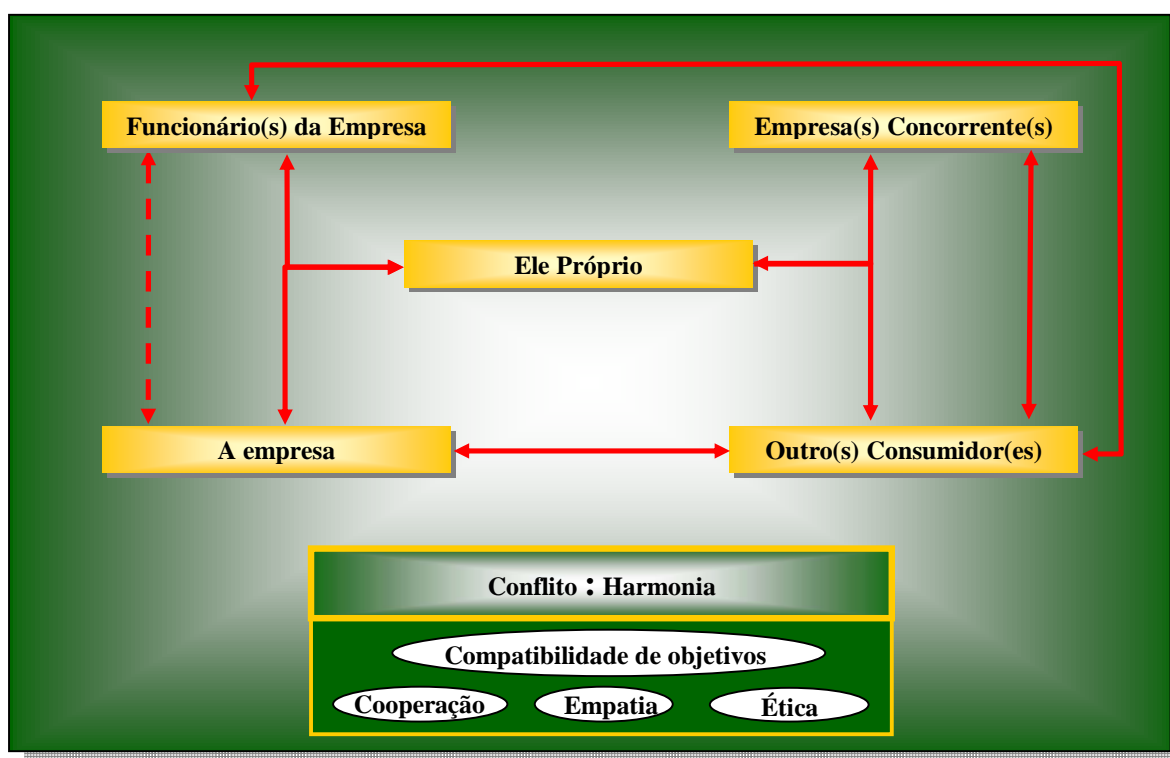 Funcionário(s) da Empresa
Empresa(s) Concorrente(s)
Ele Próprio
A empresa
Outro(s) Consumidor(es)
Conflito : Harmonia
Compatibilidade de objetivos
Cooperação
Empatia
Ética